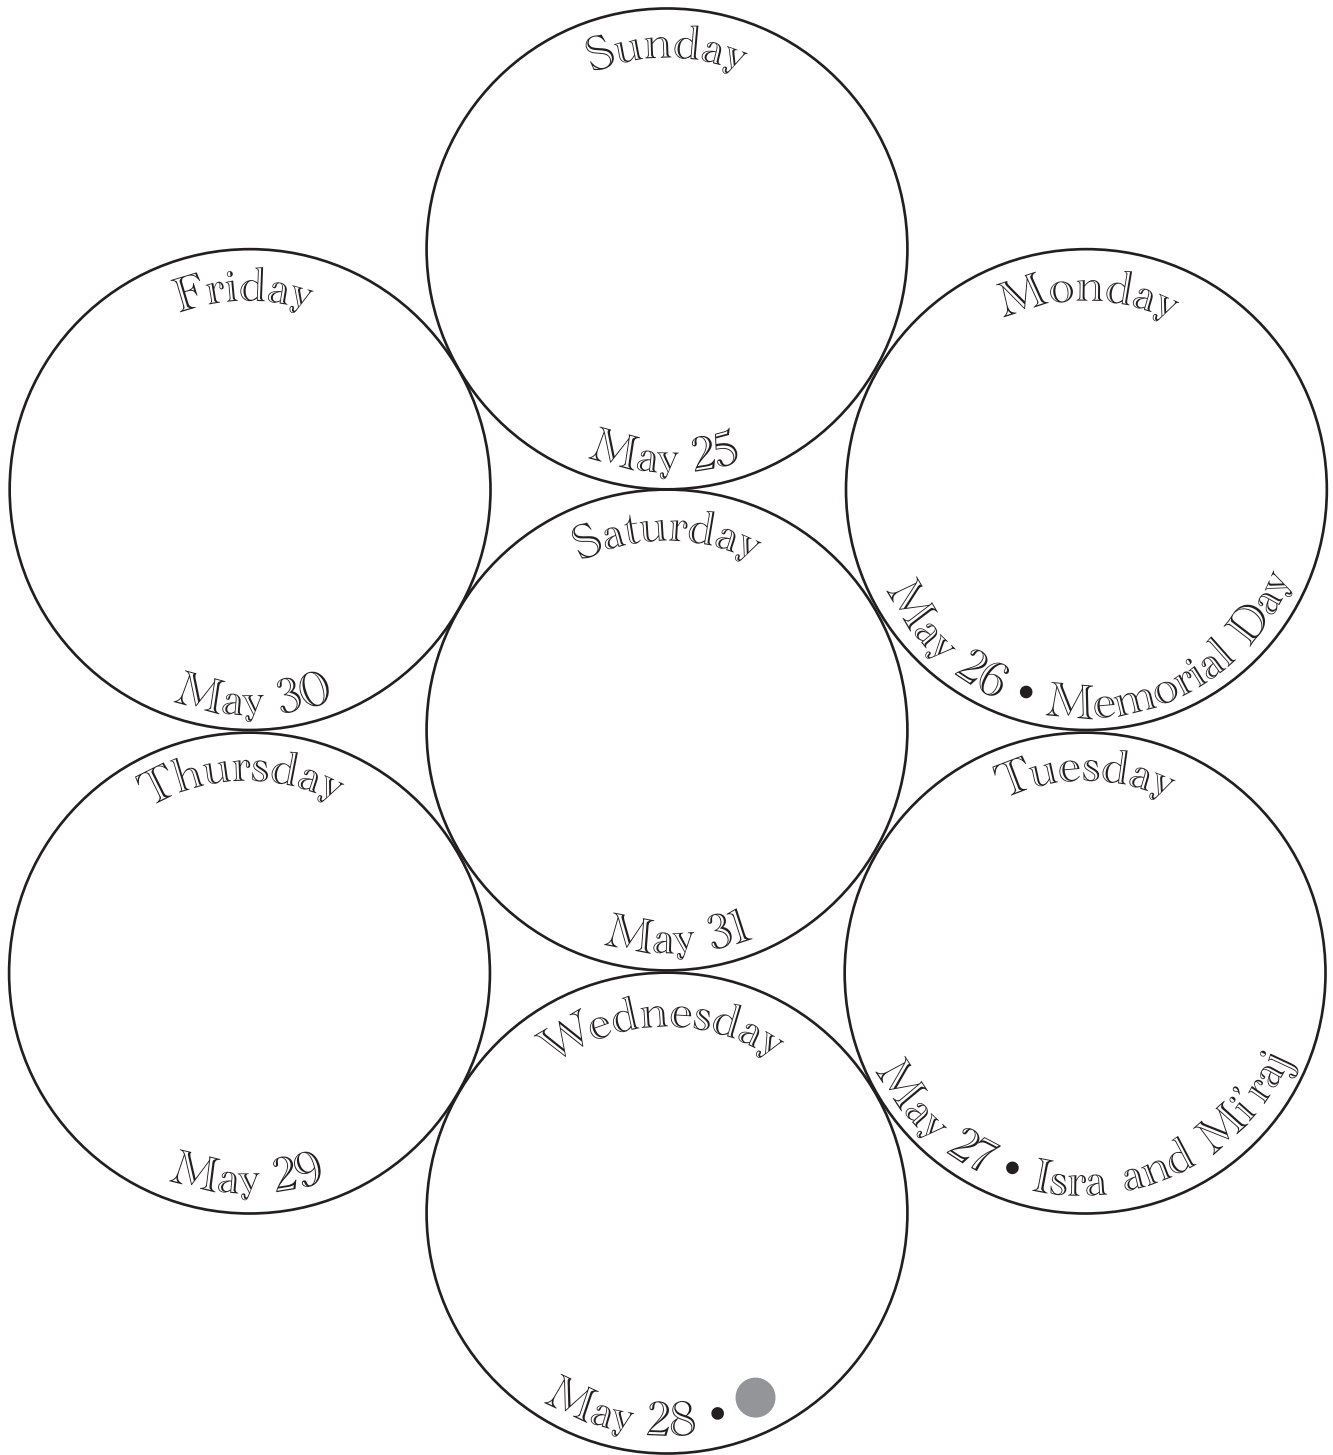 Sunday
May 25
Monday
May 26 • Memorial Day
Tuesday
May 27 • Isra and Mi'raj
Wednesday
May 28 •
Thursday
May 29
Friday
May 30
Saturday
May 31